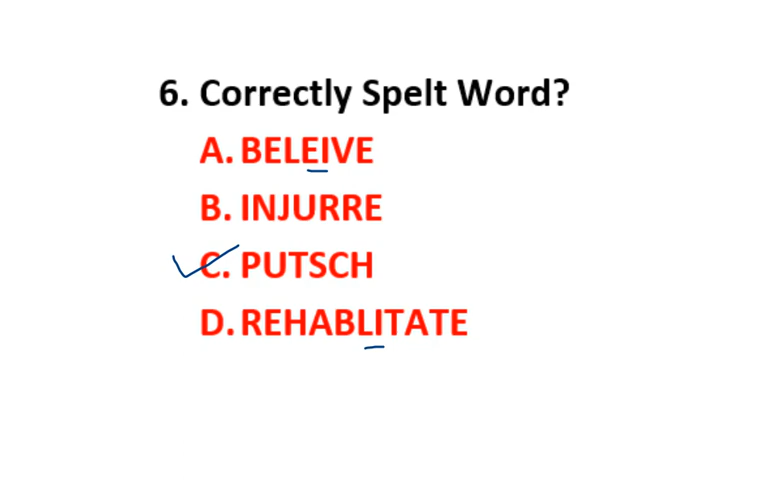 6. Correctly Spelt Word?
A. BELEIVE
B. INJURRE
C. PUTSCH
D. REHABLITATE